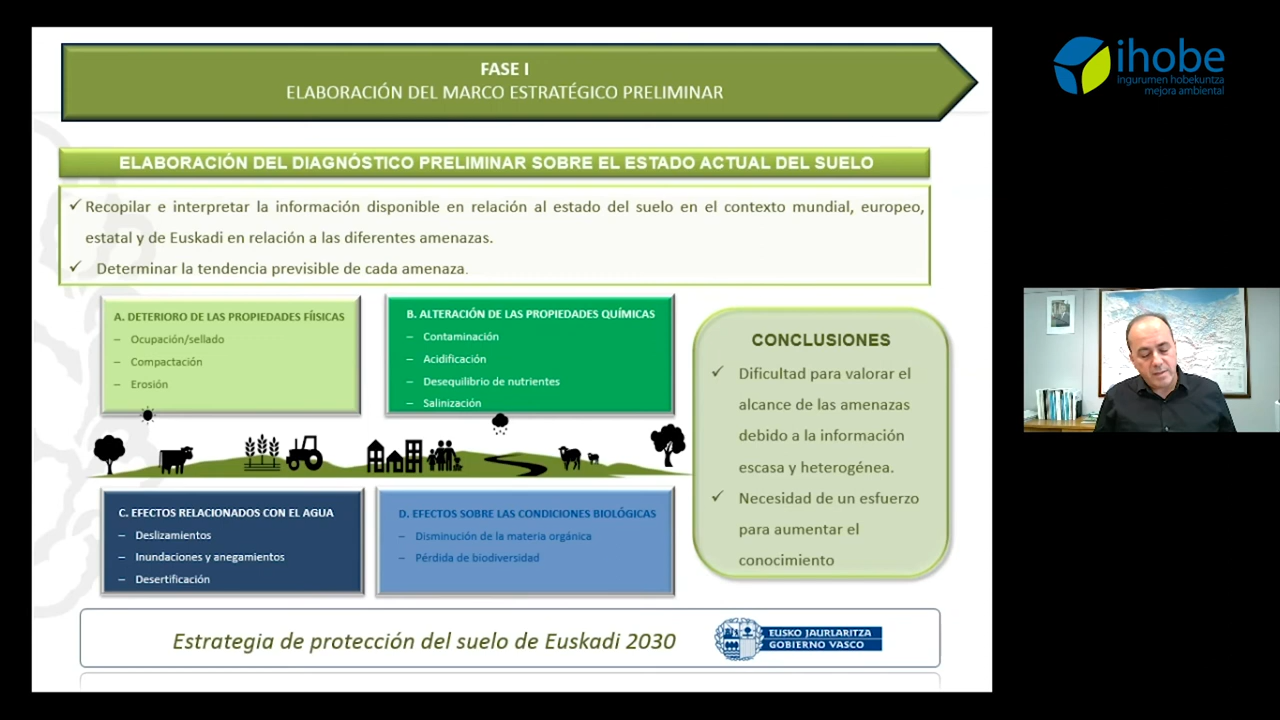 FASE I
ELABORACIÓN DEL MARCO ESTRATÉGICO PRELIMINAR
ELABORACIÓN DEL DIAGNÓSTICO PRELIMINAR SOBRE EL ESTADO ACTUAL DEL SUELO
✓ Recopilar e interpretar la información disponible en relación al estado del suelo en el contexto mundial, europeo,
estatal y de Euskadi en relación a las diferentes amenazas.
✓ Determinar la tendencia previsible de cada amenaza.
A. DETERIORO DE LAS PROPIEDADES FÍISICAS
– Ocupación/sellado
– Compactación
– Erosión
B. ALTERACIÓN DE LAS PROPIEDADES QUÍMICAS
– Contaminación
– Acidificación
– Desequilibrio de nutrientes
– Salinización
C. EFECTOS RELACIONADOS CON EL AGUA
– Deslizamientos
– Inundaciones y anegamientos
– Desertificación
D. EFECTOS SOBRE LAS CONDICIONES BIOLÓGICAS
– Disminución de la materia orgánica
– Pérdida de biodiversidad
CONCLUSIONES
✓ Dificultad para valorar el
alcance de las amenazas
debido a la información
escasa y heterogénea.
✓ Necesidad de un esfuerzo
para aumentar el
conocimiento
Estrategia de protección del suelo de Euskadi 2030
EUSKO JAURLARITZA
GOBIERNO VASCO
ihobe
ingurumen hobekuntza
mejora ambiental